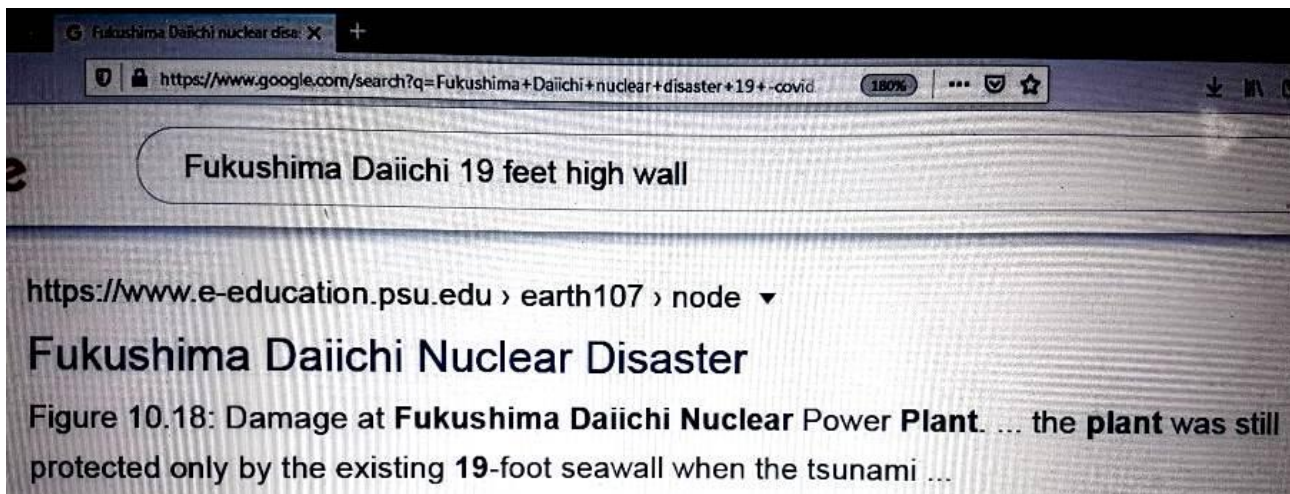 G Fukushima Daiichi nuclear disa: X +
https://www.google.com/search?q=Fukushima+Daiichi+nuclear+disaster+19+-covid 180% ...
e Fukushima Daiichi 19 feet high wall
https://www.e-education.psu.edu › earth107 › node ▼
Fukushima Daiichi Nuclear Disaster
Figure 10.18: Damage at Fukushima Daiichi Nuclear Power Plant. ... the plant was still
protected only by the existing 19-foot seawall when the tsunami ...